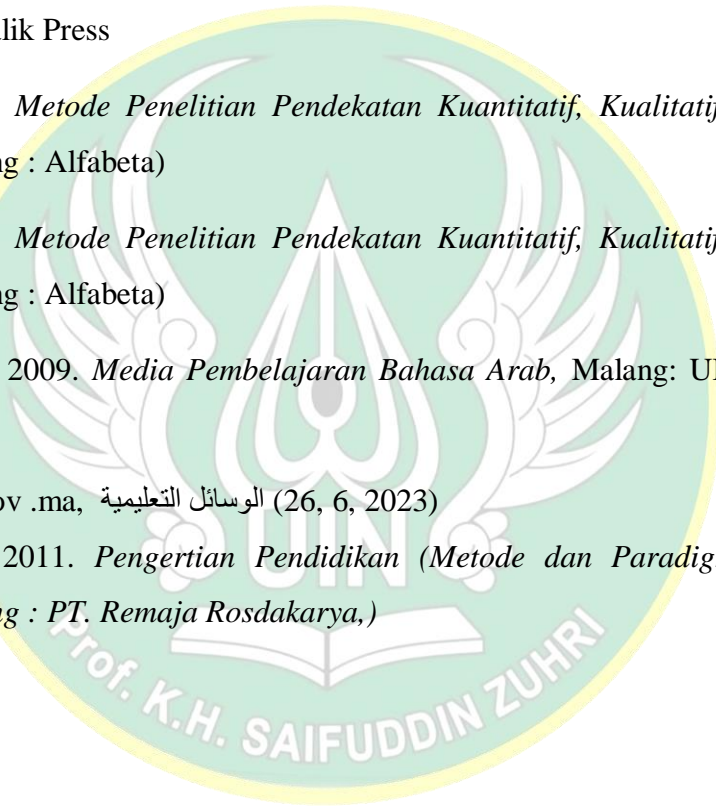 lik Press
Metode Penelitian Pendekatan Kuantitatif, Kualitatif
ng : Alfabeta)
Metode Penelitian Pendekatan Kuantitatif, Kualitatif
ng : Alfabeta)
2009. Media Pembelajaran Bahasa Arab, Malang: UI
ov .ma, الوسائل التعليمية (26, 6, 2023)
2011. Pengertian Pendidikan (Metode dan Paradig
ng : PT. Remaja Rosdakarya,)
UIN
Prof. K.H. SAIFUDDIN ZUHRI